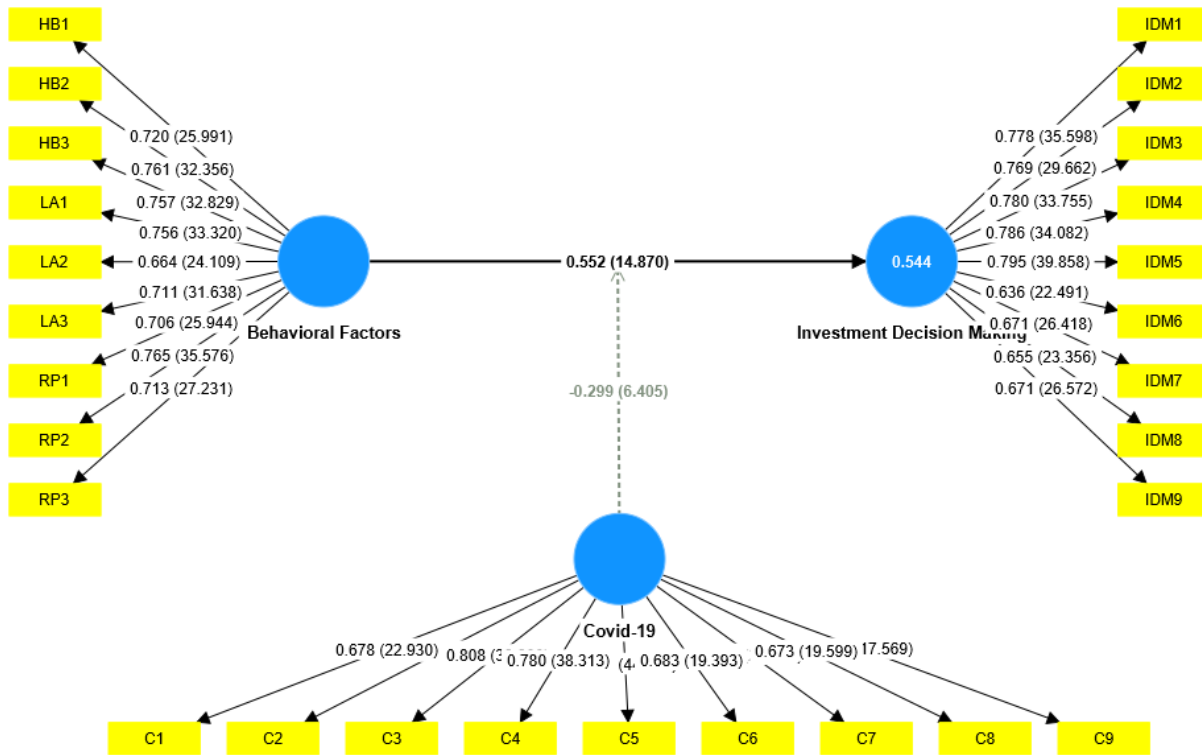 HB1
HB2
HB3
LA1
LA2
LA3
RP1
RP2
RP3
0.720 (25.991)
0.761 (32.356)
0.757 (32.829)
0.756 (33.320)
0.664 (24.109)
0.711 (31.638)
0.706 (25.944)
0.765 (35.576)
0.713 (27.231)
Behavioral Factors
0.552 (14.870)
-0.299 (6.405)
0.544
Investment Decision Making
0.778 (35.598)
0.769 (29.662)
0.780 (33.755)
0.786 (34.082)
0.795 (39.858)
0.636 (22.491)
0.671 (26.418)
0.655 (23.356)
0.671 (26.572)
IDM1
IDM2
IDM3
IDM4
IDM5
IDM6
IDM7
IDM8
IDM9
Covid-19
0.678 (22.930)
0.808
0.780 (38.313)
0.683 (19.393)
0.673 (19.599)
17.569)
C1
C2
C3
C4
C5
C6
C7
C8
C9